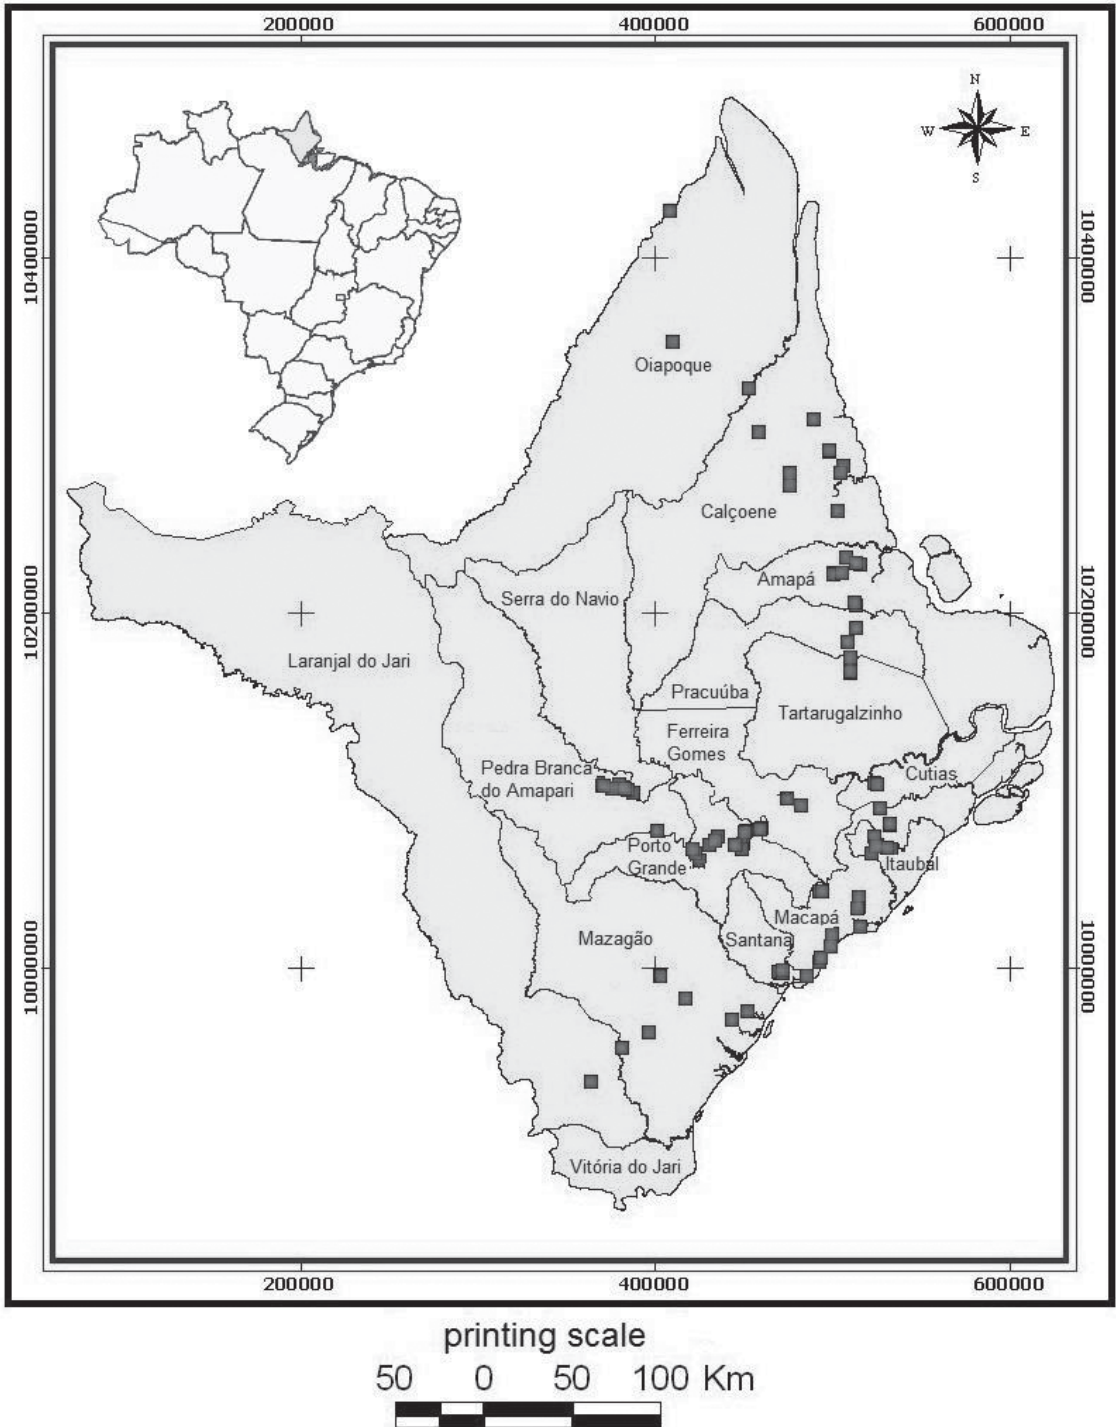 200000 400000 600000
N
W E
S
10400000 10400000
Oiapoque
Calçoene
Amapá
Serra do Navio
10200000 10200000
Laranjal do Jari
Pracuúba
Tartarugalzinho
Ferreira
Gomes
Pedra Branca
do Amapari
Cutias
Porto
Grande
Itaubal
Macapá
Santana
Mazagão
10000000 10000000
Vitória do Jari
200000 400000 600000
printing scale
50 0 50 100 Km